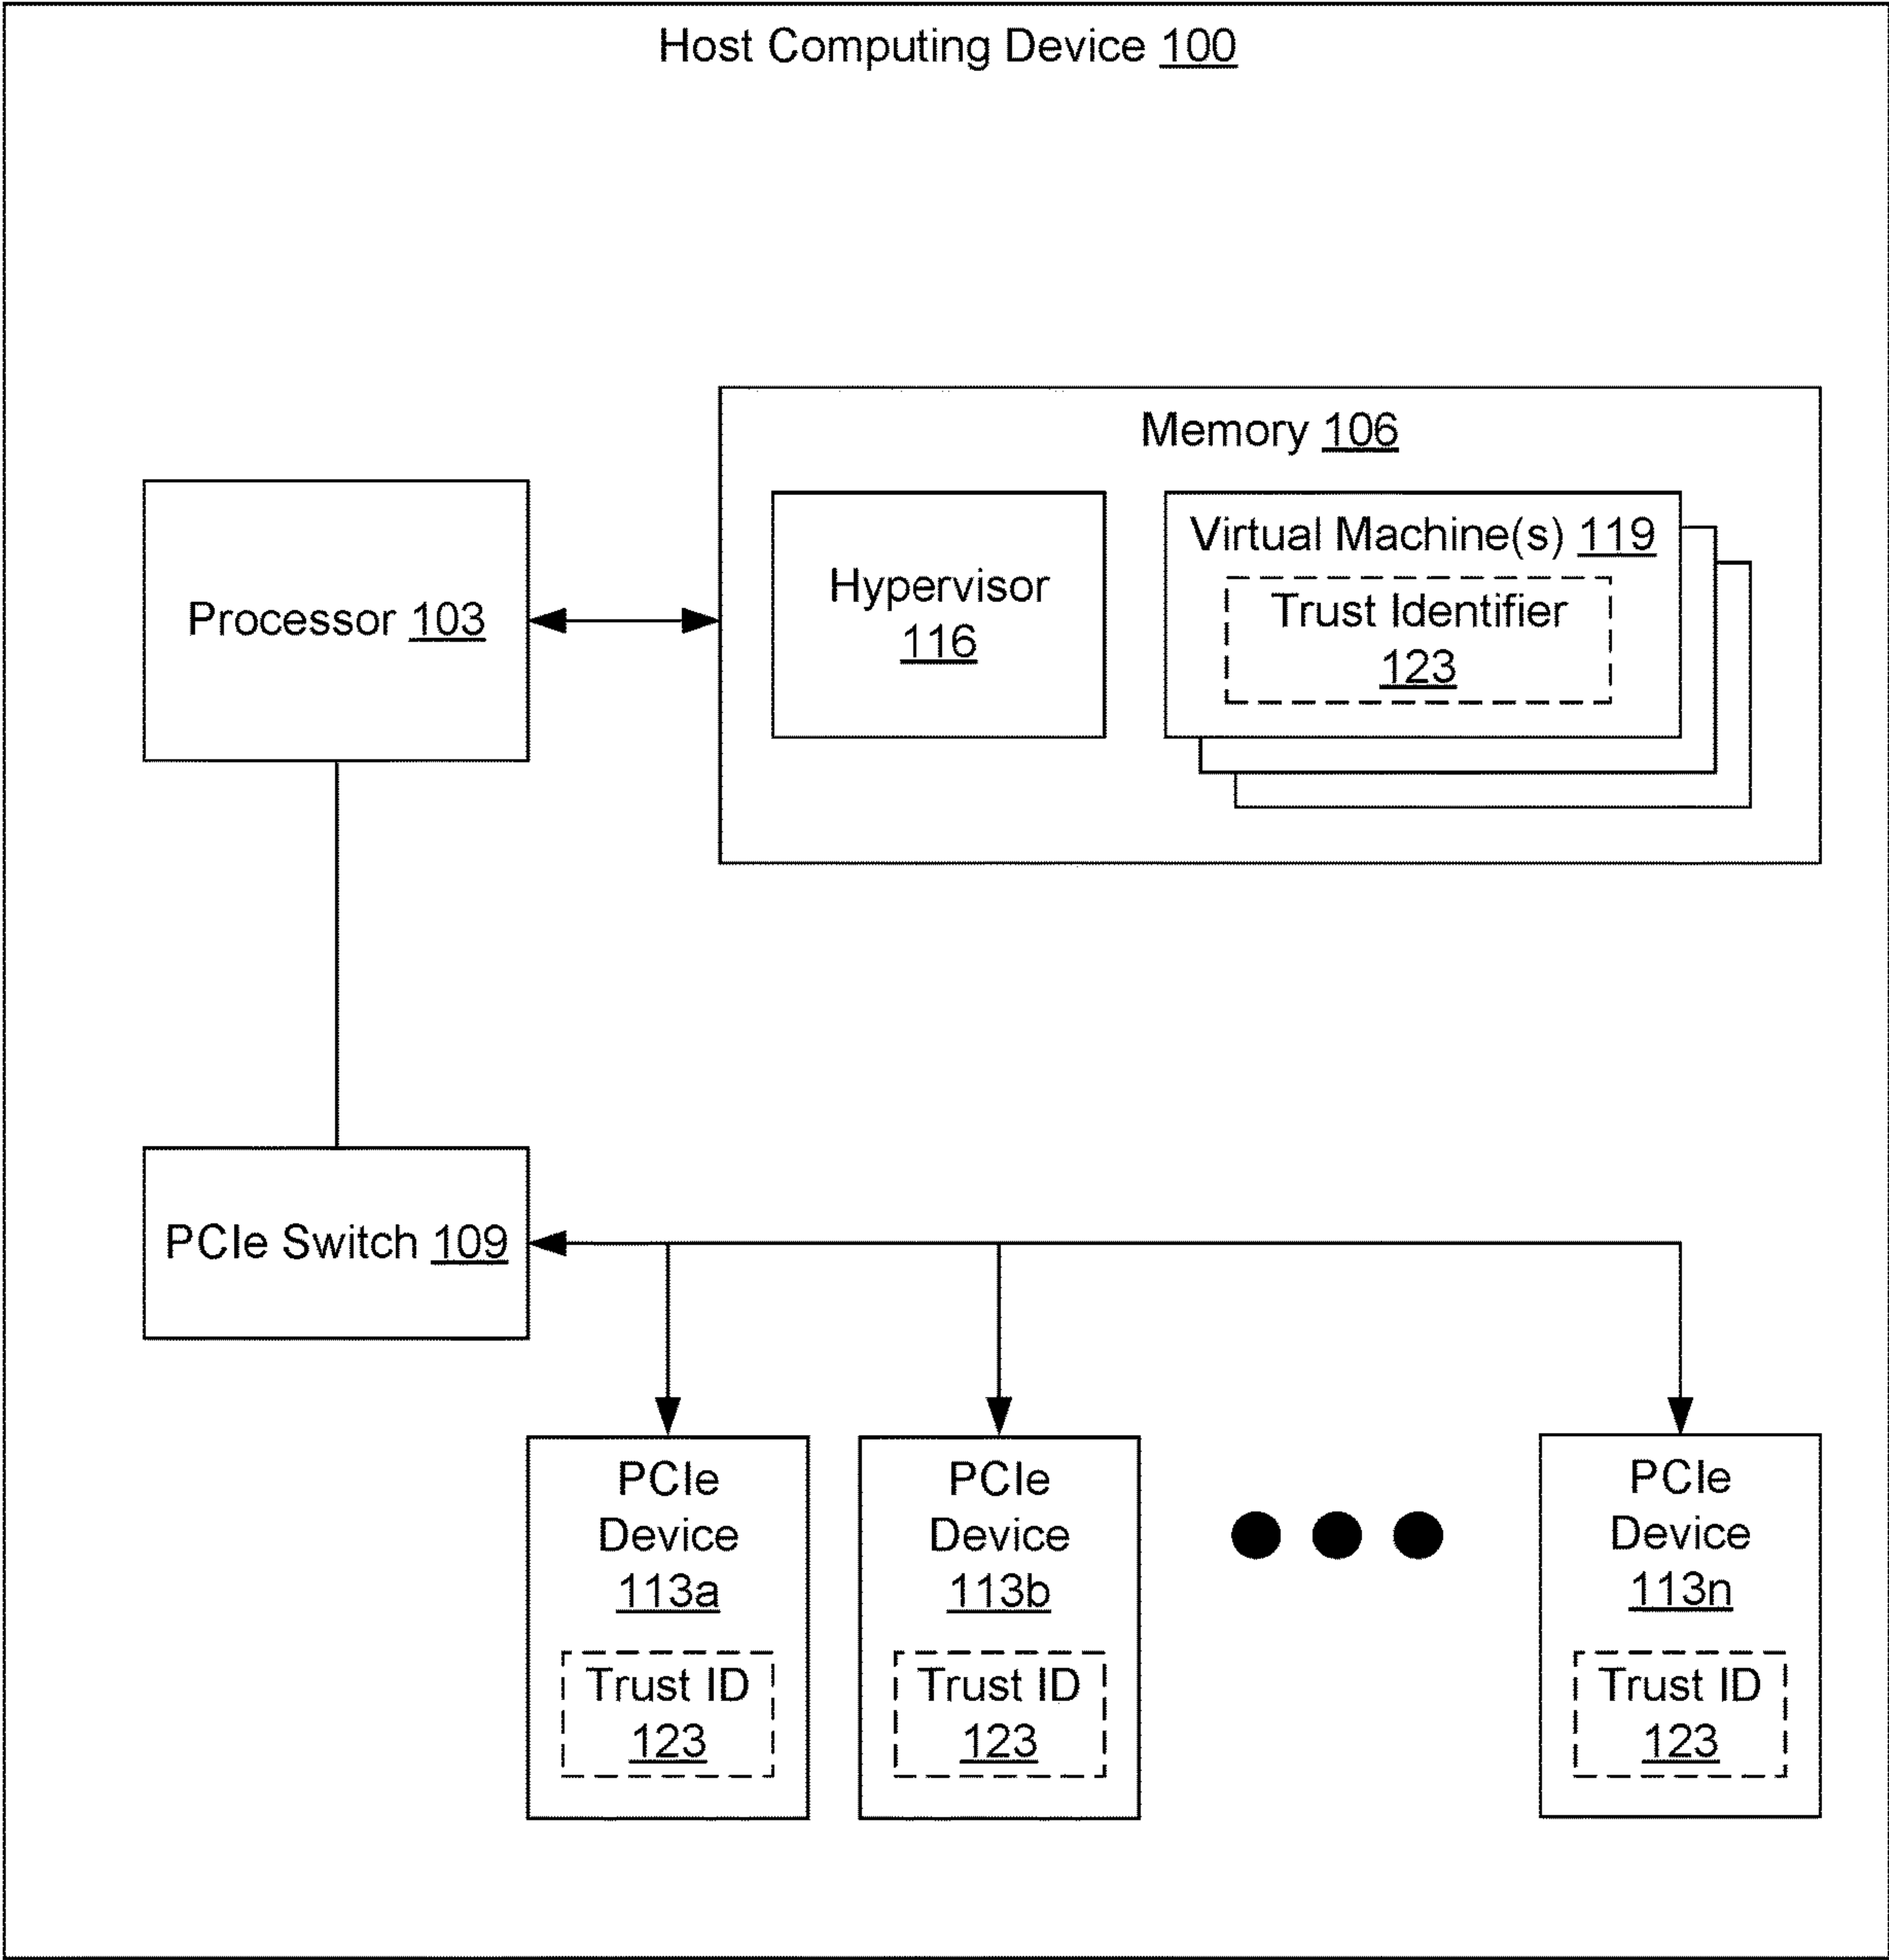 Host Computing Device 100
Memory 106
Processor 103
Hypervisor
116
Virtual Machine(s) 119
Trust Identifier
123
PCIe Switch 109
PCIe
Device
113a
Trust ID
123
PCIe
Device
113b
Trust ID
123
PCIe
Device
113n
Trust ID
123